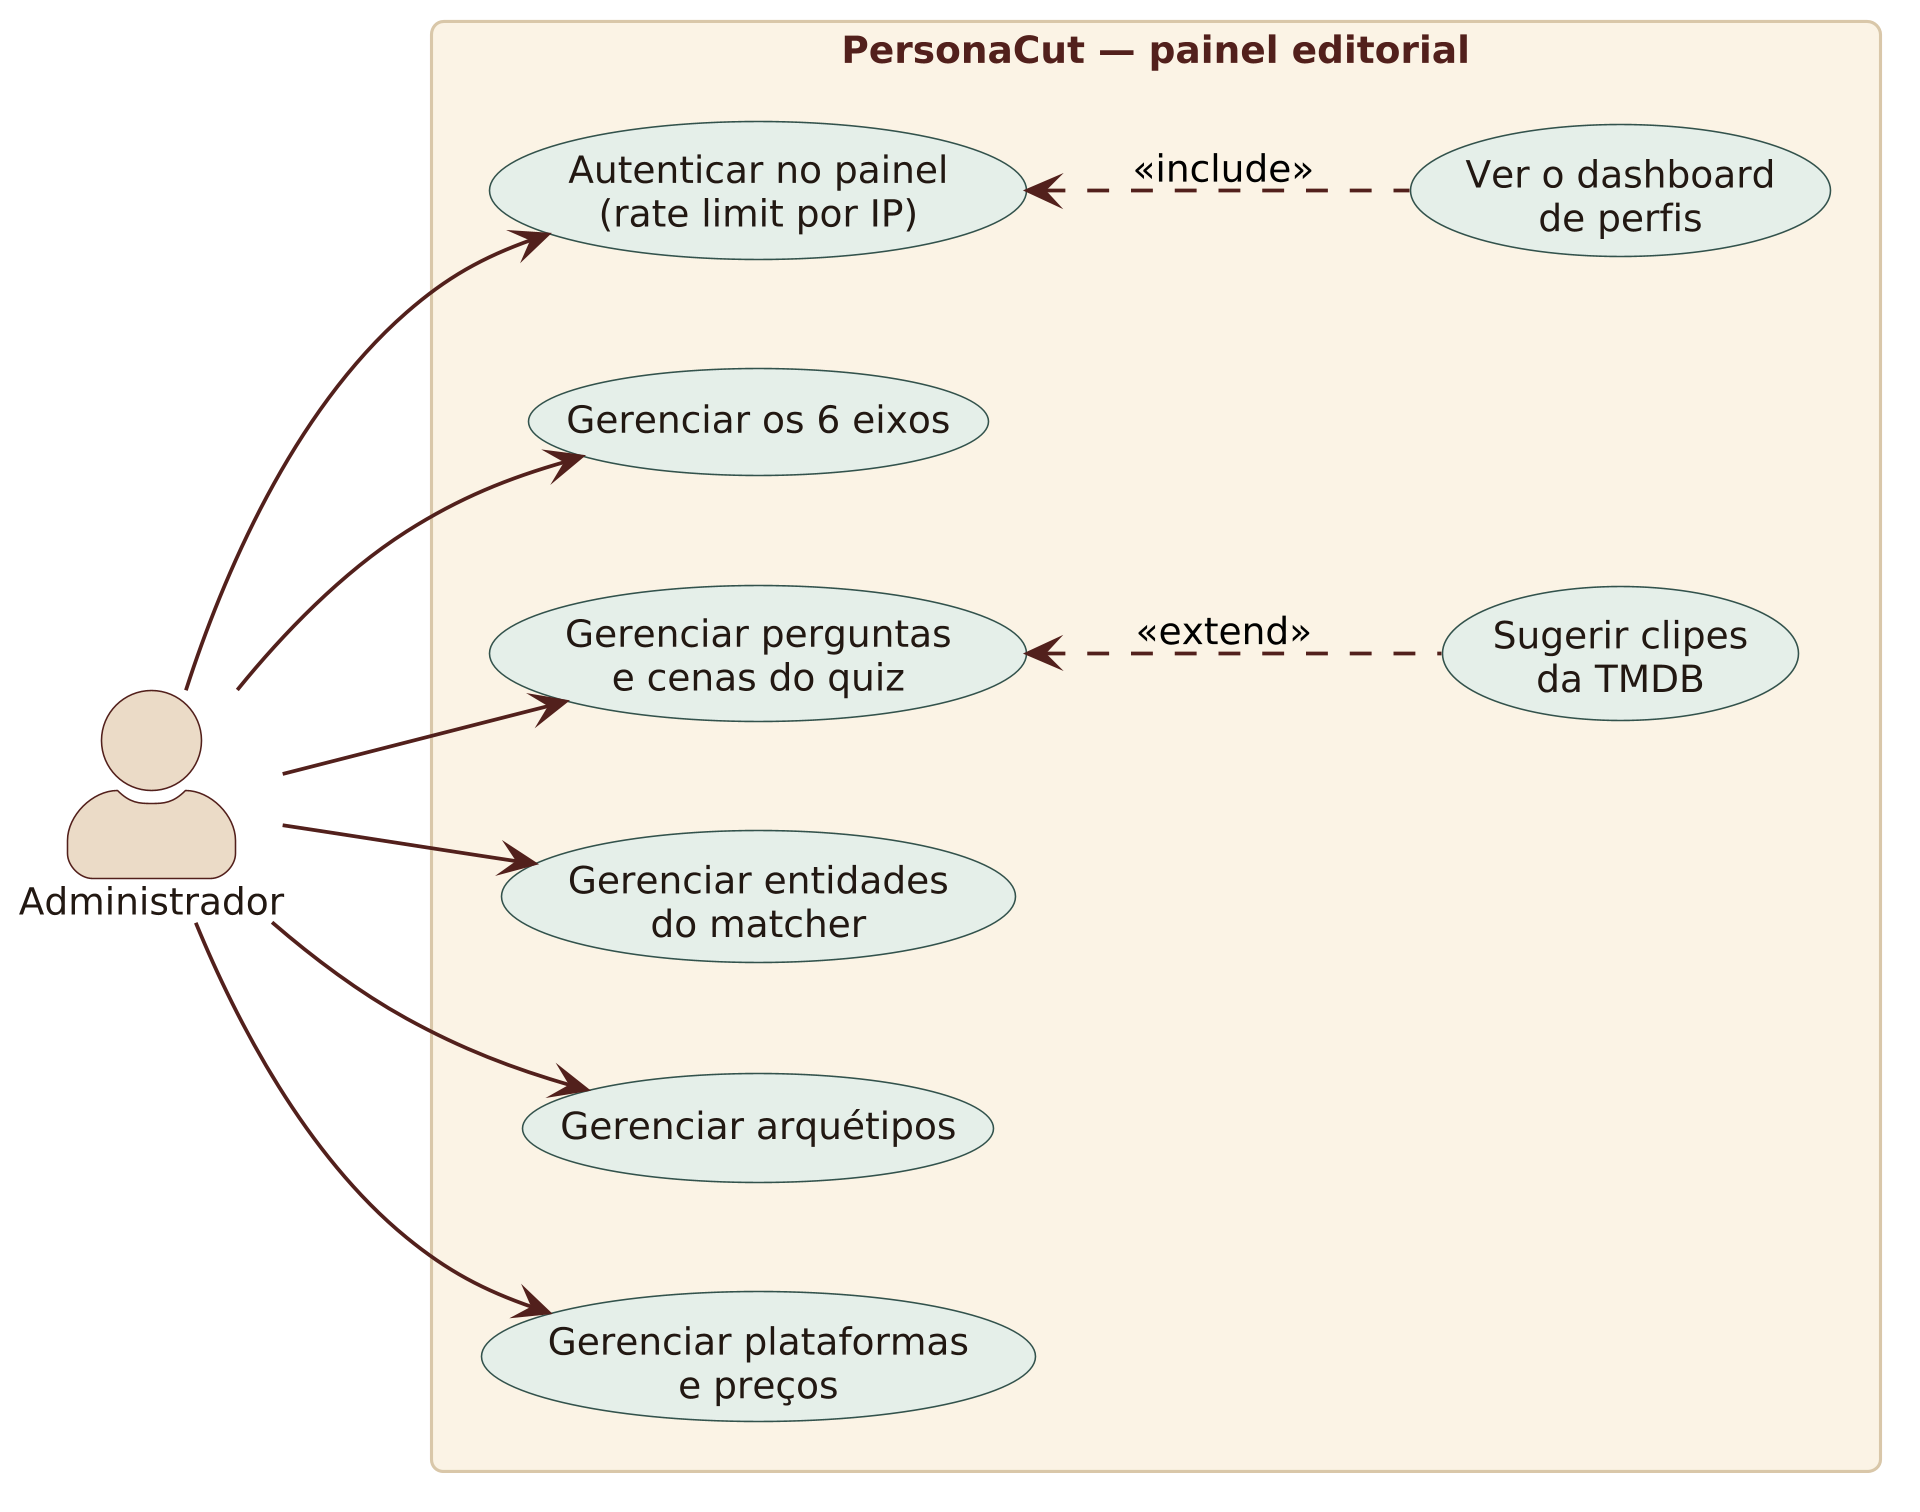 PersonaCut — painel editorial
Autenticar no painel
(rate limit por IP)
«include»
Ver o dashboard
de perfis
Gerenciar os 6 eixos
Gerenciar perguntas
e cenas do quiz
«extend»
Sugerir clipes
da TMDB
Administrador
Gerenciar entidades
do matcher
Gerenciar arquétipos
Gerenciar plataformas
e preços